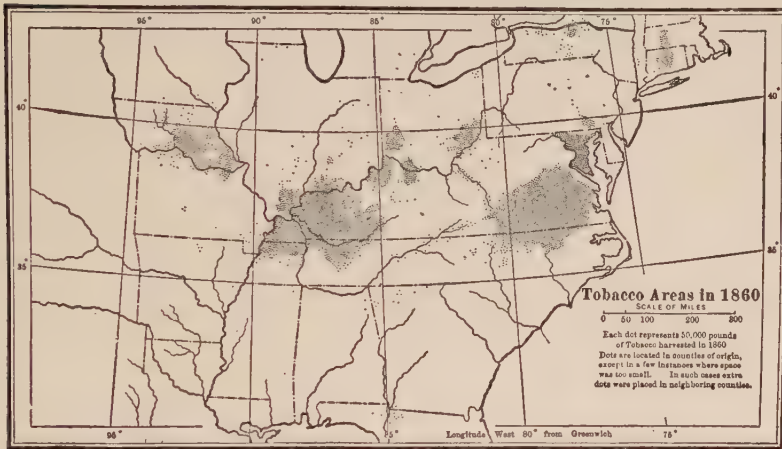 95°
90°
85°
80°
75°
40°
40°
35°
35°
Tobacco Areas in 1860
SCALE OF MILES
0 50 100 200 300
Each dot represents 50,000 pounds
of Tobacco harvested in 1860
Dots are located in counties of origin,
except in a few instances where space
was too small. In such cases extra
dots were placed in neighboring counties.
95°
90°
85°
Longitude West 80° from Greenwich
75°